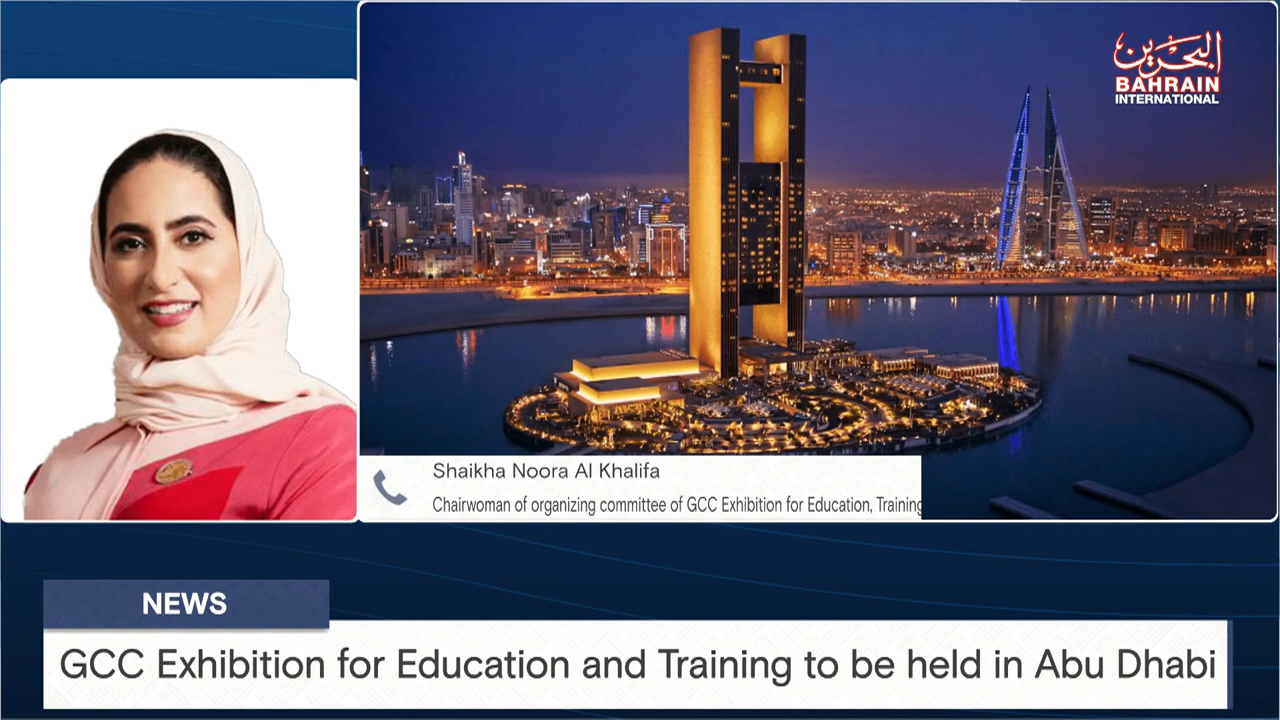 البحرين
BAHRAIN
INTERNATIONAL
Shaikha Noora Al Khalifa
Chairwoman of organizing committee of GCC Exhibition for Education, Training
NEWS
GCC Exhibition for Education and Training to be held in Abu Dhabi